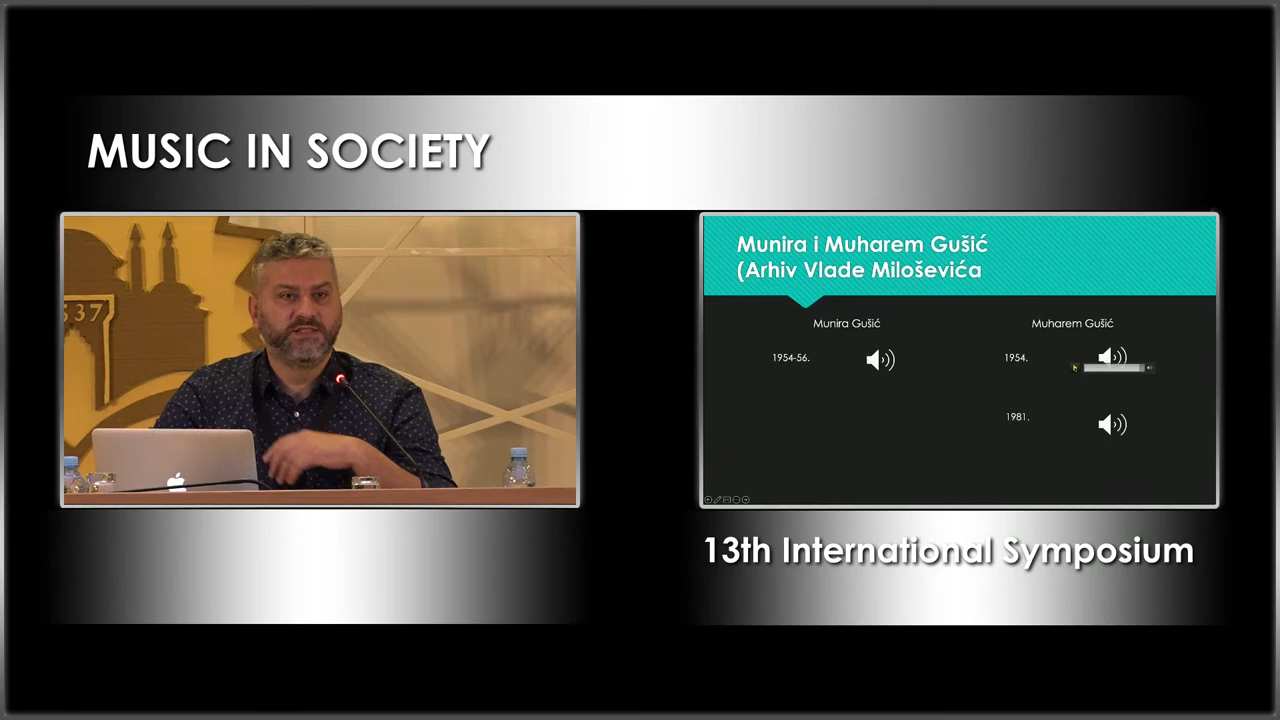 MUSIC IN SOCIETY
537
Munira i Muharem Gušić
(Arhiv Vlade Miloševića
Munira Gušić
Muharem Gušić
1954-56.
1954.
1981.
13th International Symposium